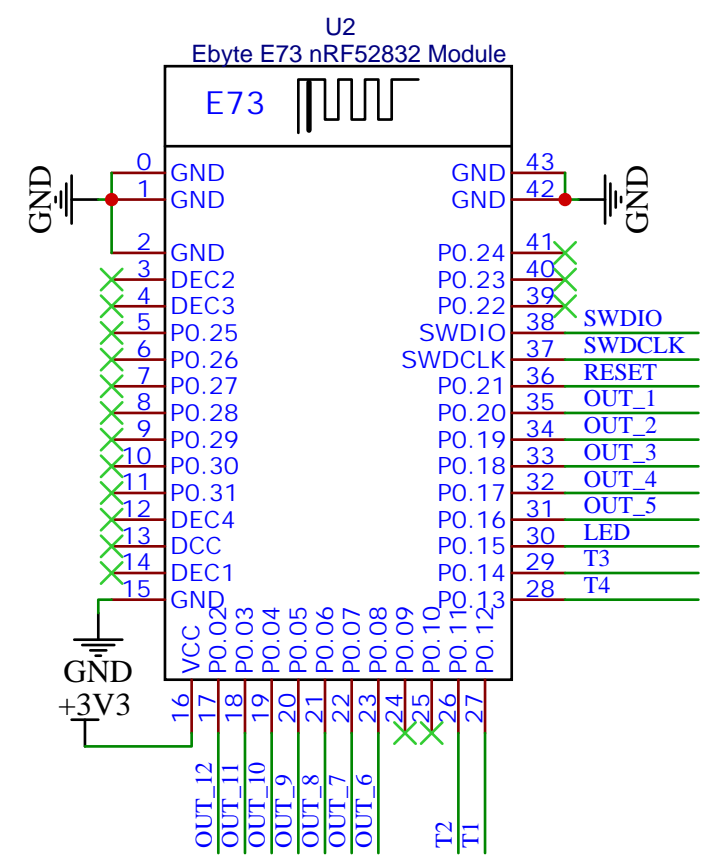 U2
Ebyte E73 nRF52832 Module
E73
GND
GND
0 GND
1 GND
2 GND
3 DEC2
4 DEC3
5 P0.25
6 P0.26
7 P0.27
8 P0.28
9 P0.29
10 P0.30
11 P0.31
12 DEC4
13 DCC
14 DEC1
15 GND
GND 43
GND 42
P0.24 41
P0.23 40
P0.22 39
SWDIO 38 SWDIO
SWDCLK 37 SWDCLK
P0.21 36 RESET
P0.20 35 OUT_1
P0.19 34 OUT_2
P0.18 33 OUT_3
P0.17 32 OUT_4
P0.16 31 OUT_5
P0.15 30 LED
P0.14 29 T3
P0.13 28 T4
GND
+3V3
VCC 16
P0.02 17 OUT_12
P0.03 18 OUT_11
P0.04 19 OUT_10
P0.05 20 OUT_9
P0.06 21 OUT_8
P0.07 22 OUT_7
P0.08 23 OUT_6
P0.09 24
P0.10 25
P0.11 26 T2
P0.12 27 T1